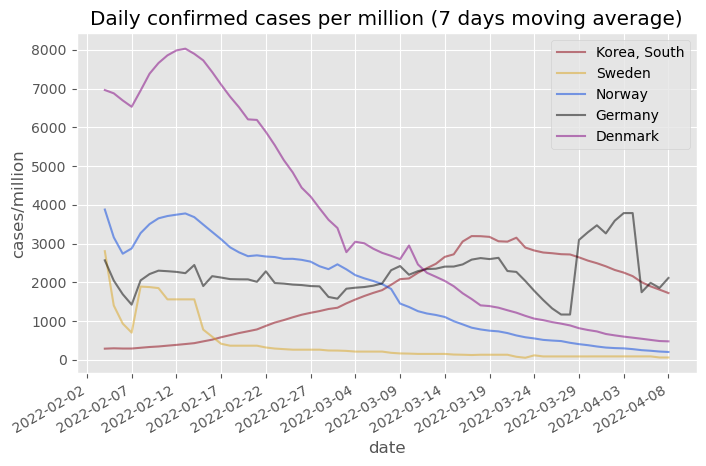 Daily confirmed cases per million (7 days moving average)
8000
7000
6000
5000
4000
3000
2000
1000
0
cases/million
Korea, South
Sweden
Norway
Germany
Denmark
2022-02-02
2022-02-07
2022-02-12
2022-02-17
2022-02-22
2022-02-27
2022-03-04
2022-03-09
2022-03-14
2022-03-19
2022-03-24
2022-03-29
2022-04-03
2022-04-08
date